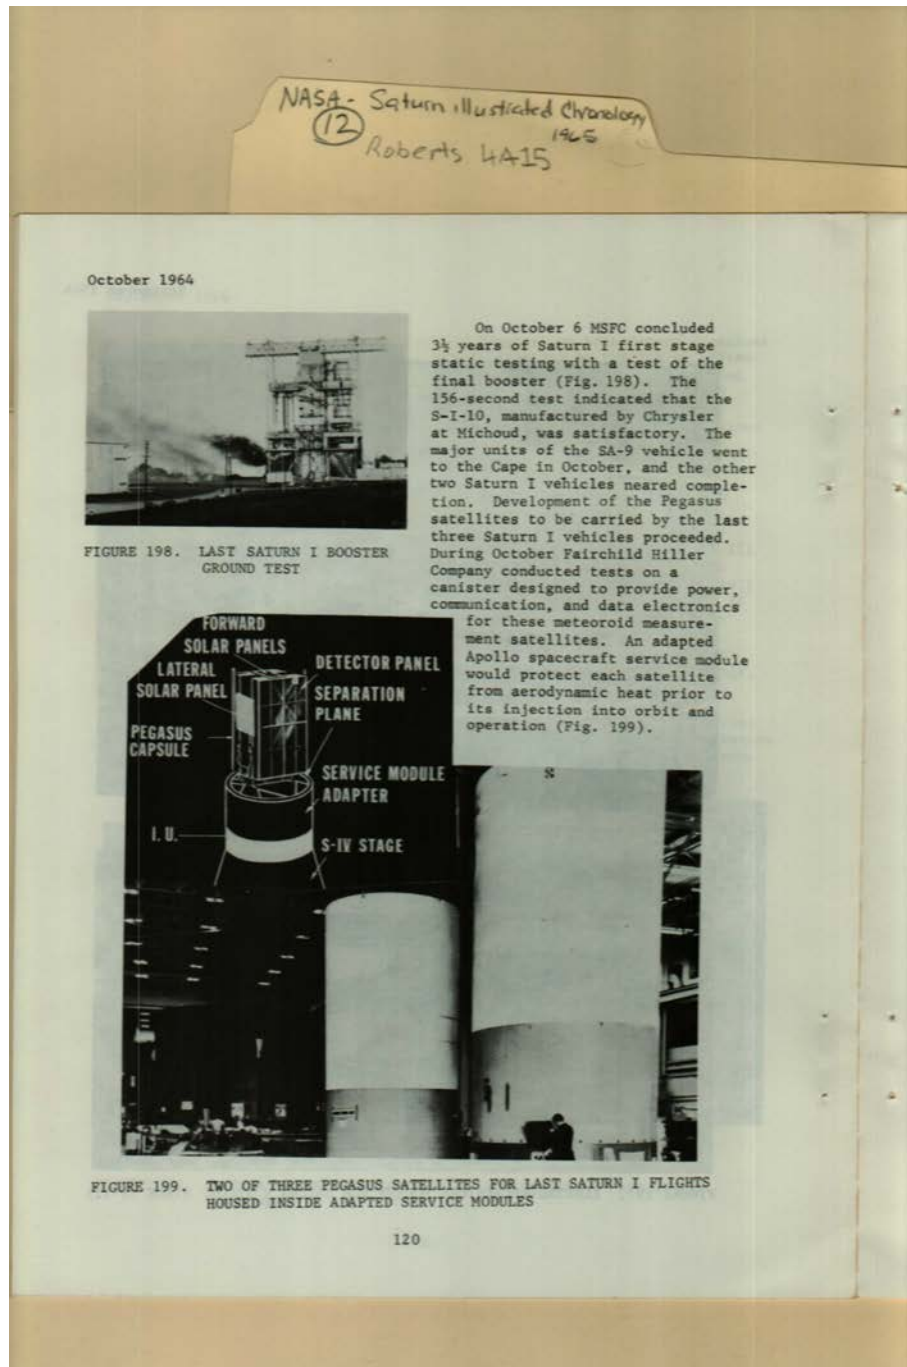 NASA - Saturn illustrated Chronology
12
1965
Roberts 4A15
October 1964
On October 6 MSFC concluded
3½ years of Saturn I first stage
static testing with a test of the
final booster (Fig. 198). The
156-second test indicated that the
S-I-10, manufactured by Chrysler
at Michoud, was satisfactory. The
major units of the SA-9 vehicle went
to the Cape in October, and the other
two Saturn I vehicles neared comple-
tion. Development of the Pegasus
satellites to be carried by the last
three Saturn I vehicles proceeded.
During October Fairchild Hiller
Company conducted tests on a
canister designed to provide power,
communication, and data electronics
for these meteoroid measure-
ment satellites. An adapted
Apollo spacecraft service module
would protect each satellite
from aerodynamic heat prior to
its injection into orbit and
operation (Fig. 199).
FIGURE 198. LAST SATURN I BOOSTER
GROUND TEST
FORWARD
SOLAR PANELS
LATERAL
SOLAR PANEL
DETECTOR PANEL
SEPARATION
PLANE
PEGASUS
CAPSULE
SERVICE MODULE
ADAPTER
I. U.
S-IV STAGE
S
FIGURE 199. TWO OF THREE PEGASUS SATELLITES FOR LAST SATURN I FLIGHTS
HOUSED INSIDE ADAPTED SERVICE MODULES
120